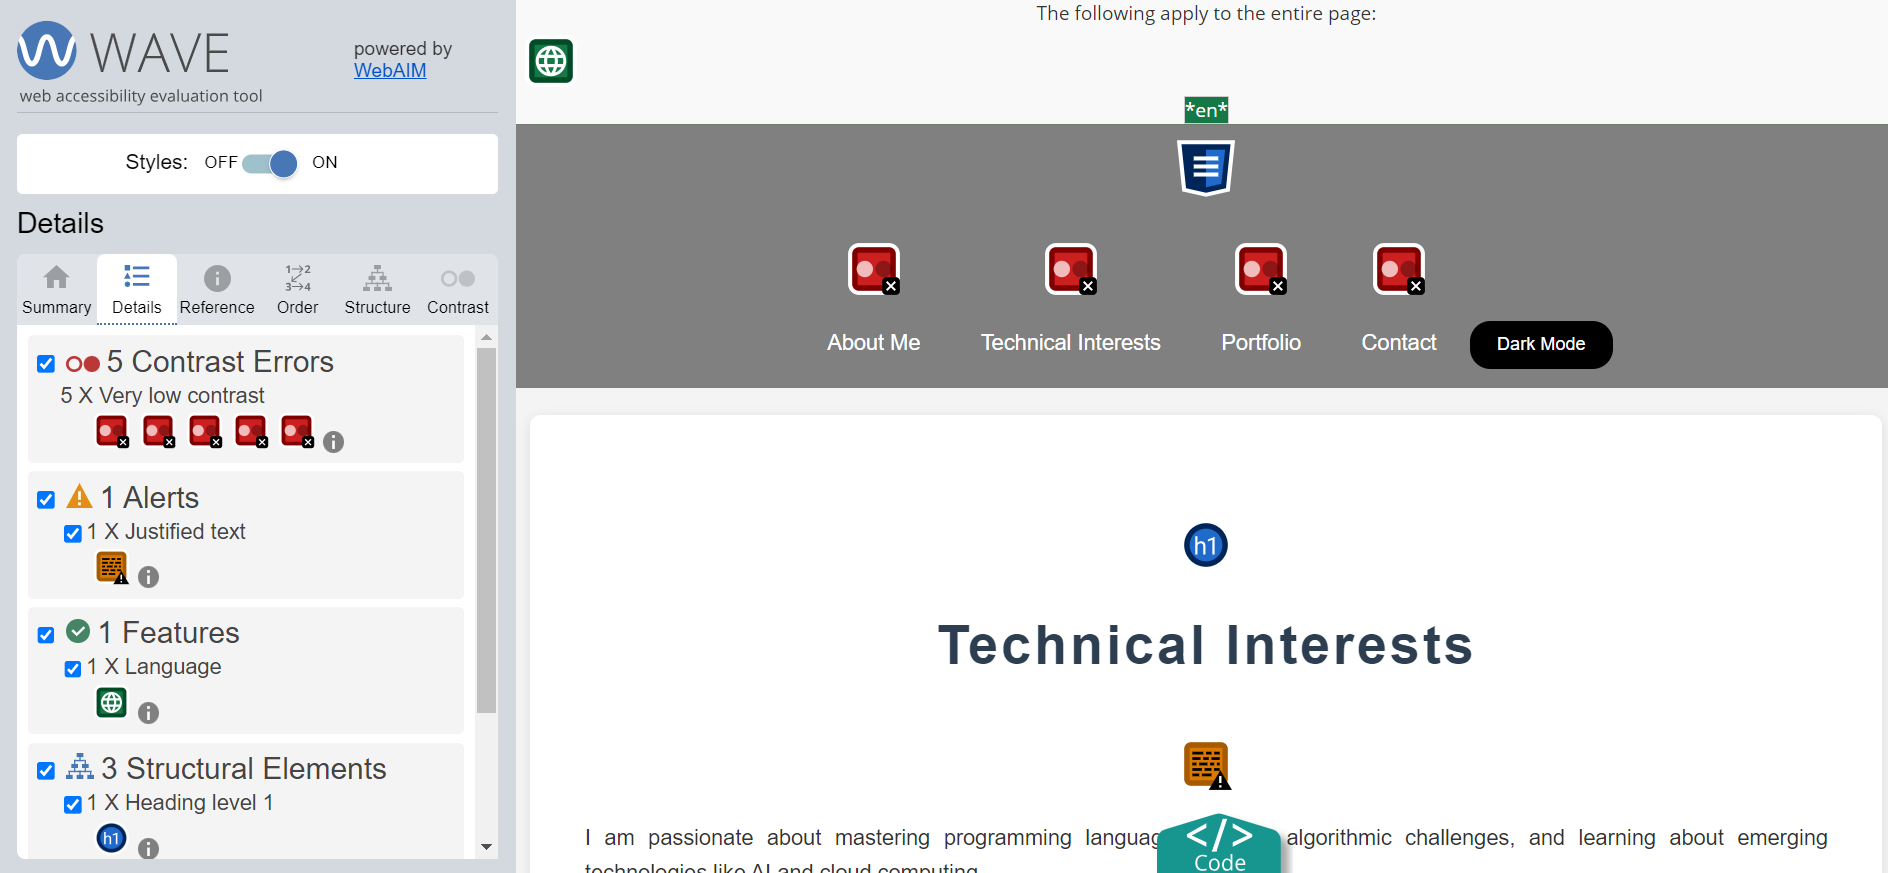 WAVE
powered by
WebAIM
web accessibility evaluation tool
Styles: OFF ON
Details
Summary
Details
Reference
Order
Structure
Contrast
5 Contrast Errors
5 X Very low contrast
1 Alerts
1 X Justified text
1 Features
1 X Language
3 Structural Elements
1 X Heading level 1
h1
The following apply to the entire page:
*en*
About Me
Technical Interests
Portfolio
Contact
Dark Mode
h1
Technical Interests
I am passionate about mastering programming languag algorithmic challenges, and learning about emerging
technologies like AI and cloud computing.
</> Code